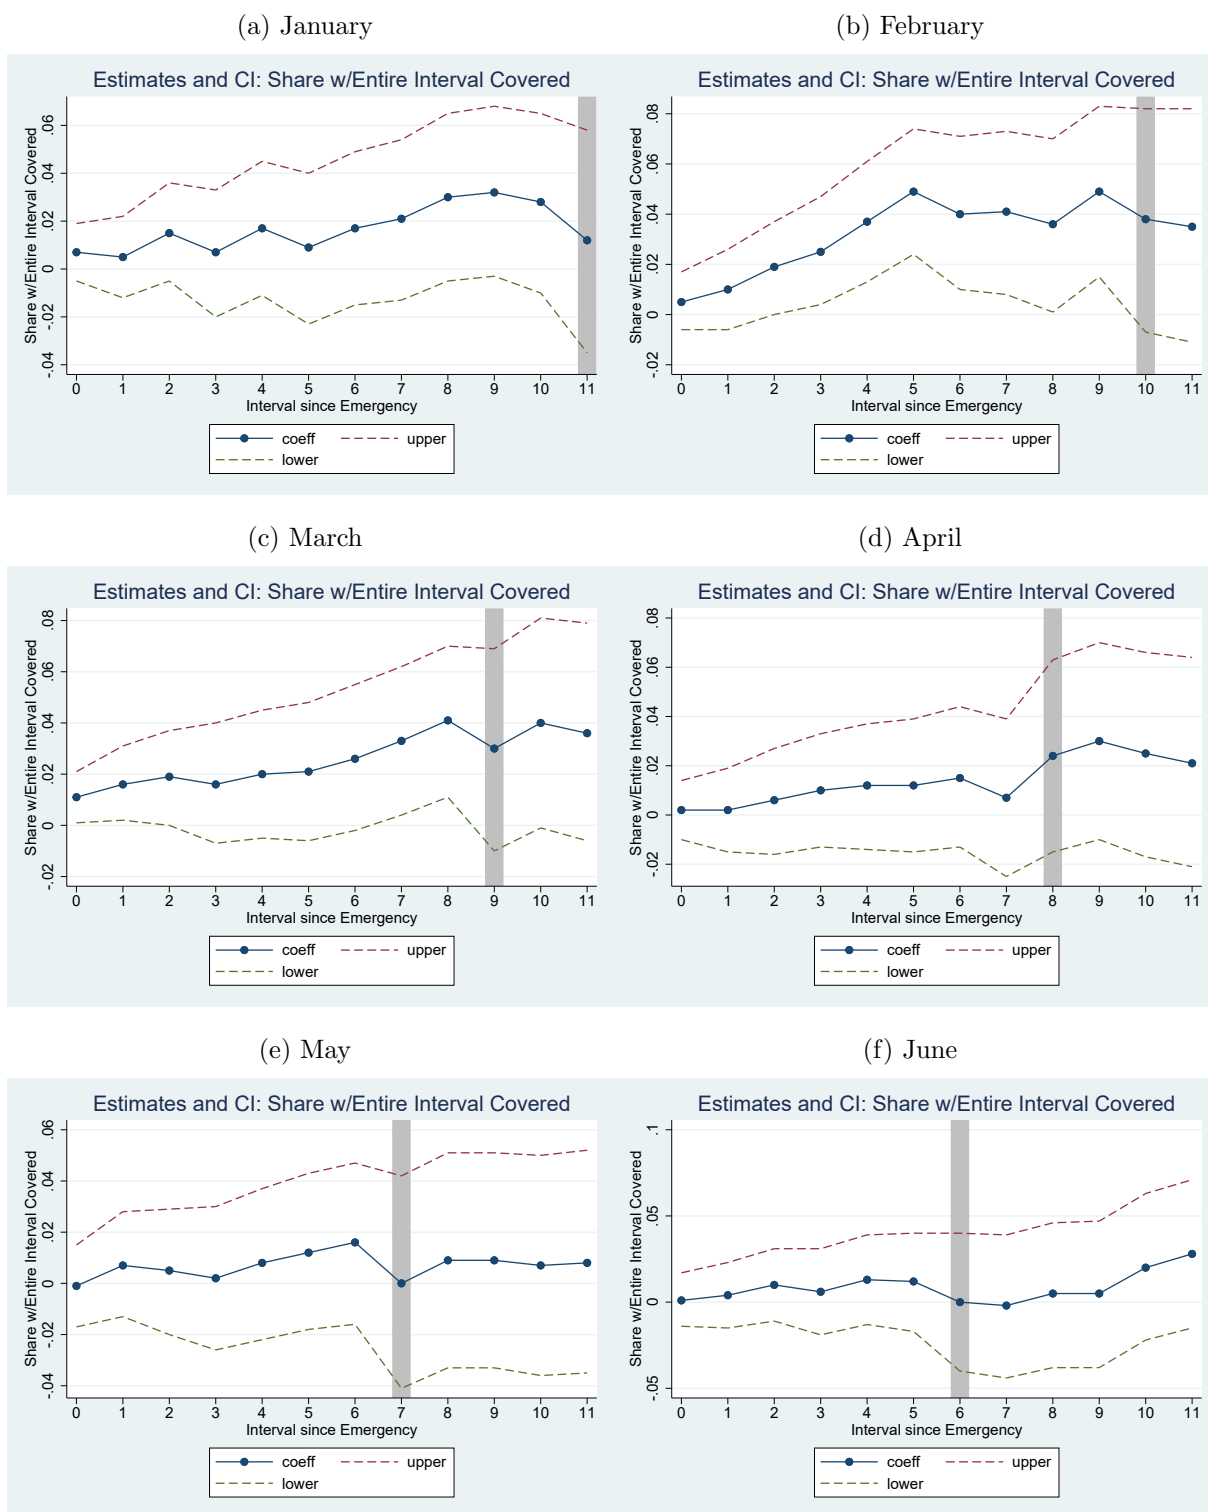 (a) January
Estimates and CI: Share w/Entire Interval Covered
Share w/Entire Interval Covered
.06
.04
.02
0
-.02
-.04
0 1 2 3 4 5 6 7 8 9 10 11
Interval since Emergency
coeff upper
lower
(b) February
Estimates and CI: Share w/Entire Interval Covered
Share w/Entire Interval Covered
.08
.06
.04
.02
0
-.02
0 1 2 3 4 5 6 7 8 9 10 11
Interval since Emergency
coeff upper
lower
(c) March
Estimates and CI: Share w/Entire Interval Covered
Share w/Entire Interval Covered
.08
.06
.04
.02
0
-.02
0 1 2 3 4 5 6 7 8 9 10 11
Interval since Emergency
coeff upper
lower
(d) April
Estimates and CI: Share w/Entire Interval Covered
Share w/Entire Interval Covered
.08
.06
.04
.02
0
-.02
0 1 2 3 4 5 6 7 8 9 10 11
Interval since Emergency
coeff upper
lower
(e) May
Estimates and CI: Share w/Entire Interval Covered
Share w/Entire Interval Covered
.06
.04
.02
0
-.02
-.04
0 1 2 3 4 5 6 7 8 9 10 11
Interval since Emergency
coeff upper
lower
(f) June
Estimates and CI: Share w/Entire Interval Covered
Share w/Entire Interval Covered
.1
.05
0
-.05
0 1 2 3 4 5 6 7 8 9 10 11
Interval since Emergency
coeff upper
lower